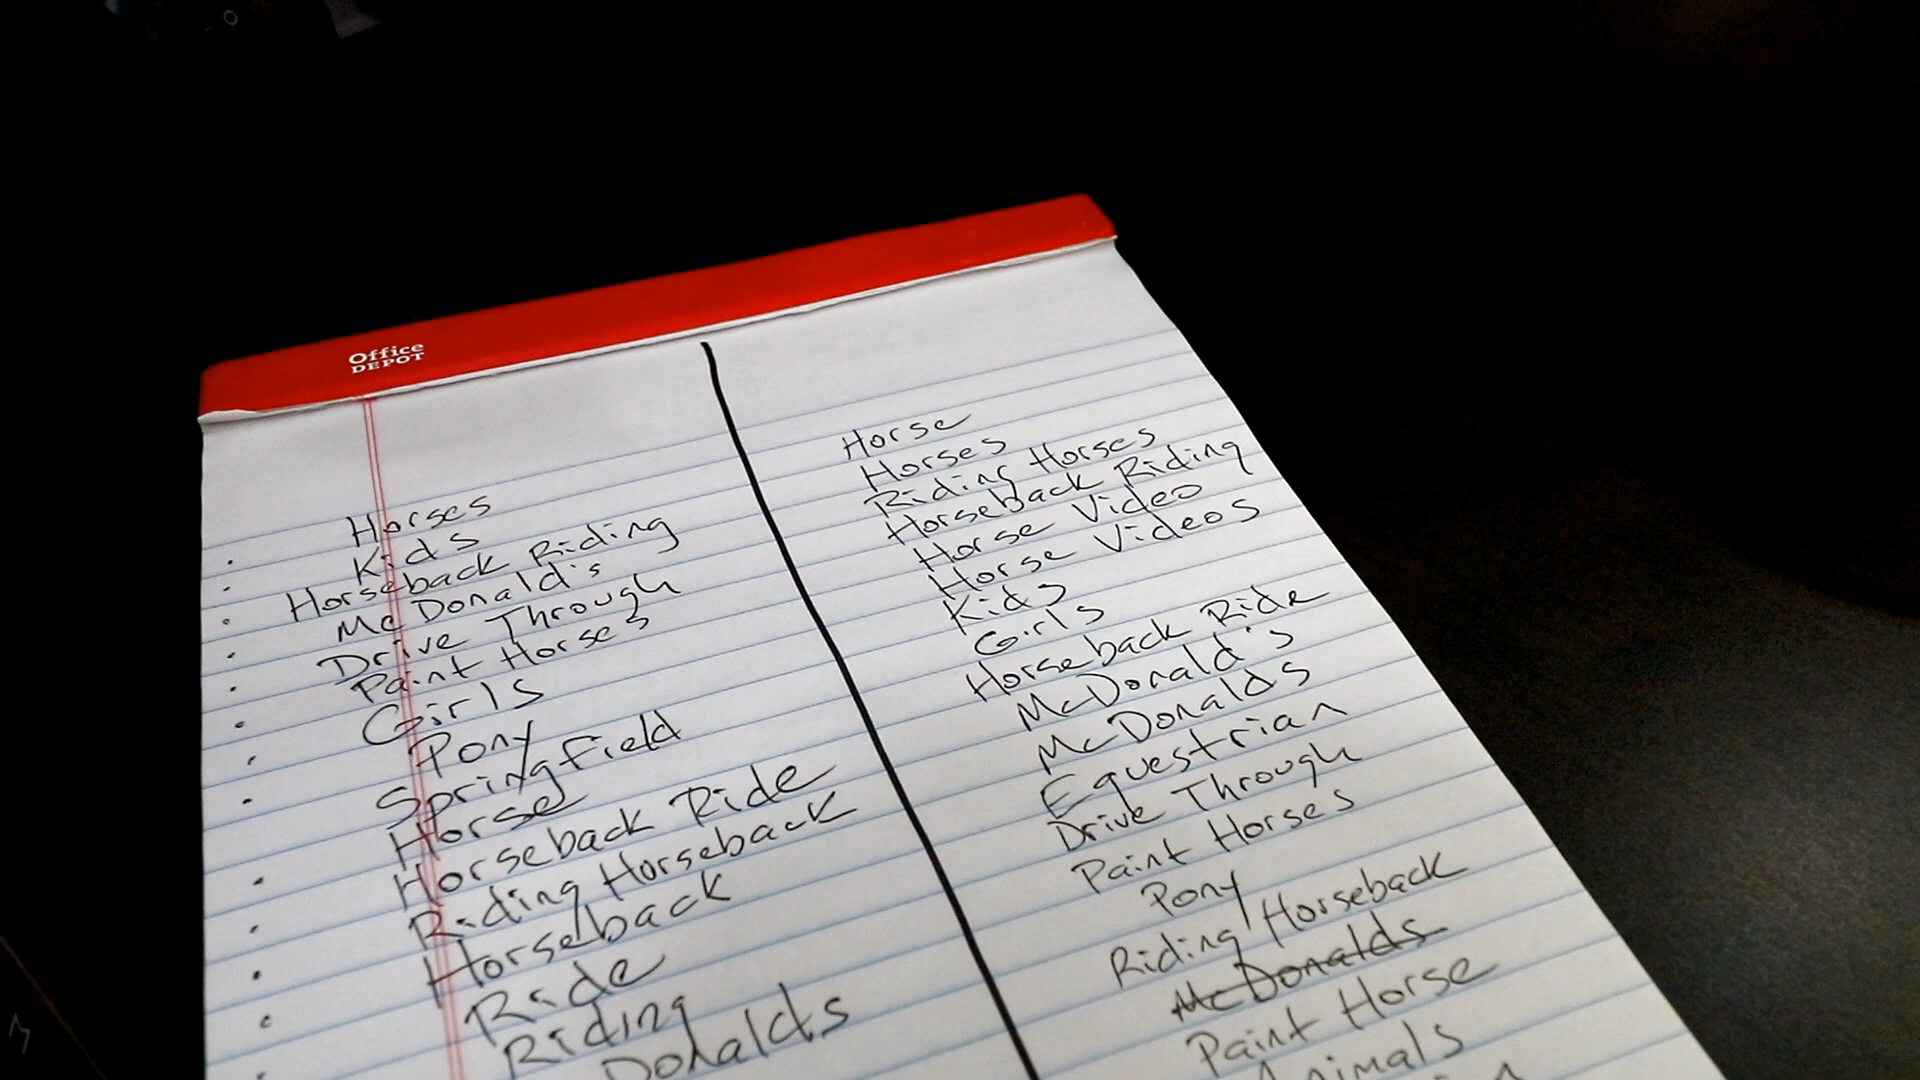 Office
DEPOT
Horses
Kids
Horseback Riding
McDonald's
Drive Through
Paint Horses
Girls
Pony
Springfield
Horse
Horseback Ride
Riding Horseback
Horseback
Ride
Riding
Donalds
Horse
Horses
Riding Horses
Horseback Riding
Horse Video
Horse Videos
Kids
Girls
Horseback Ride
McDonald's
McDonalds
Equestrian
Drive Through
Paint Horses
Pony
Riding Horseback
McDonalds
Paint Horse
Animals